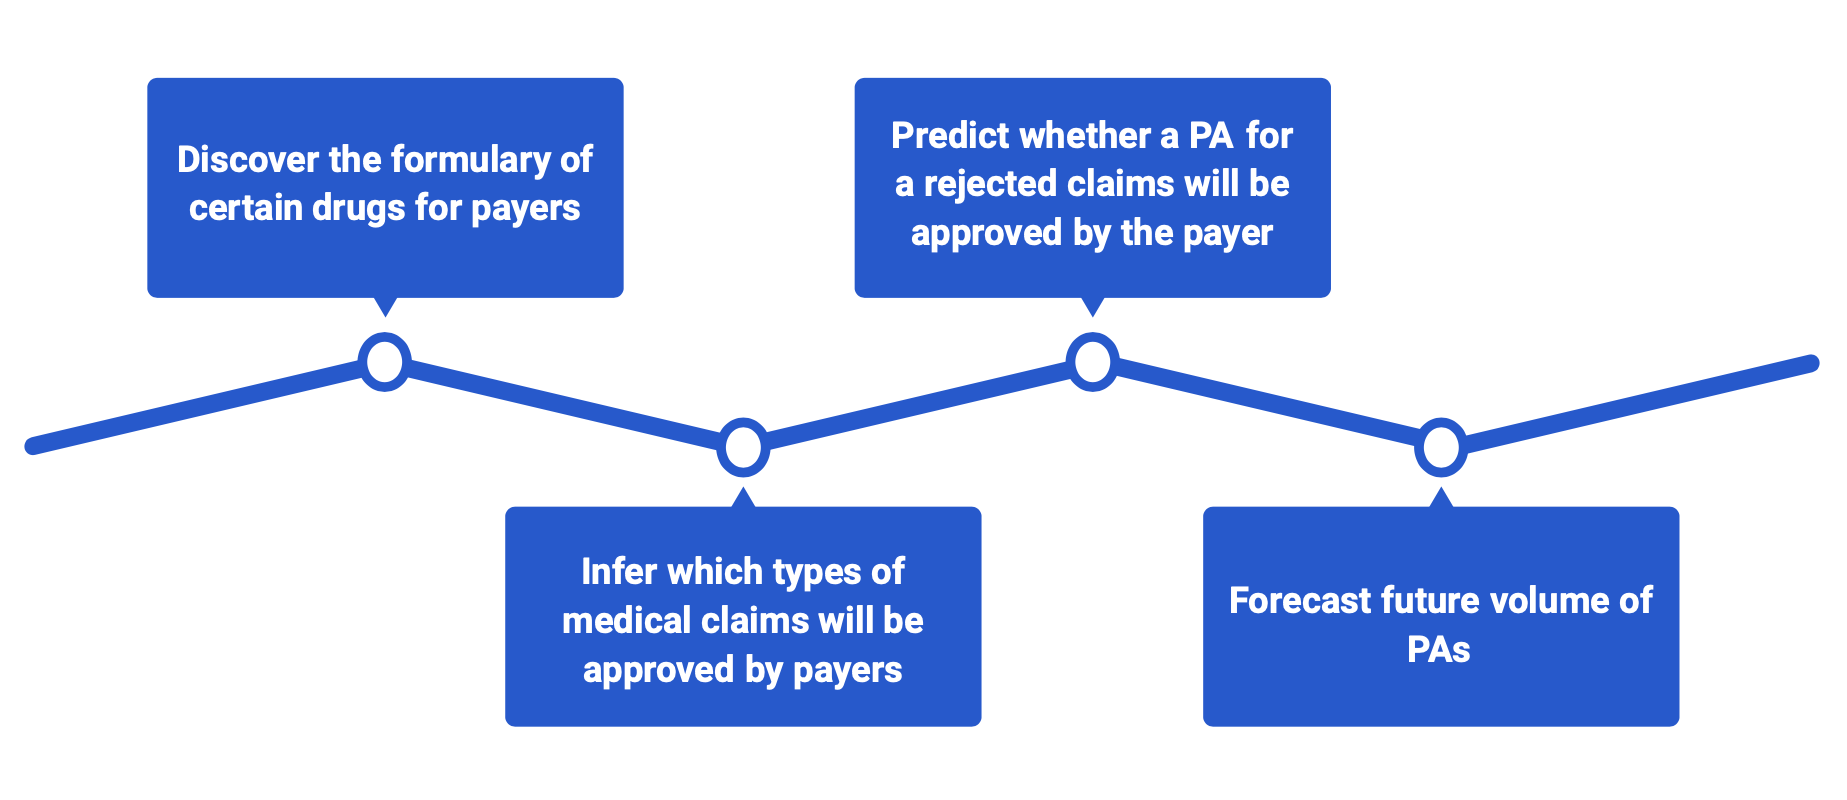 Discover the formulary of
certain drugs for payers
Infer which types of
medical claims will be
approved by payers
Predict whether a PA for
a rejected claims will be
approved by the payer
Forecast future volume of
PAs